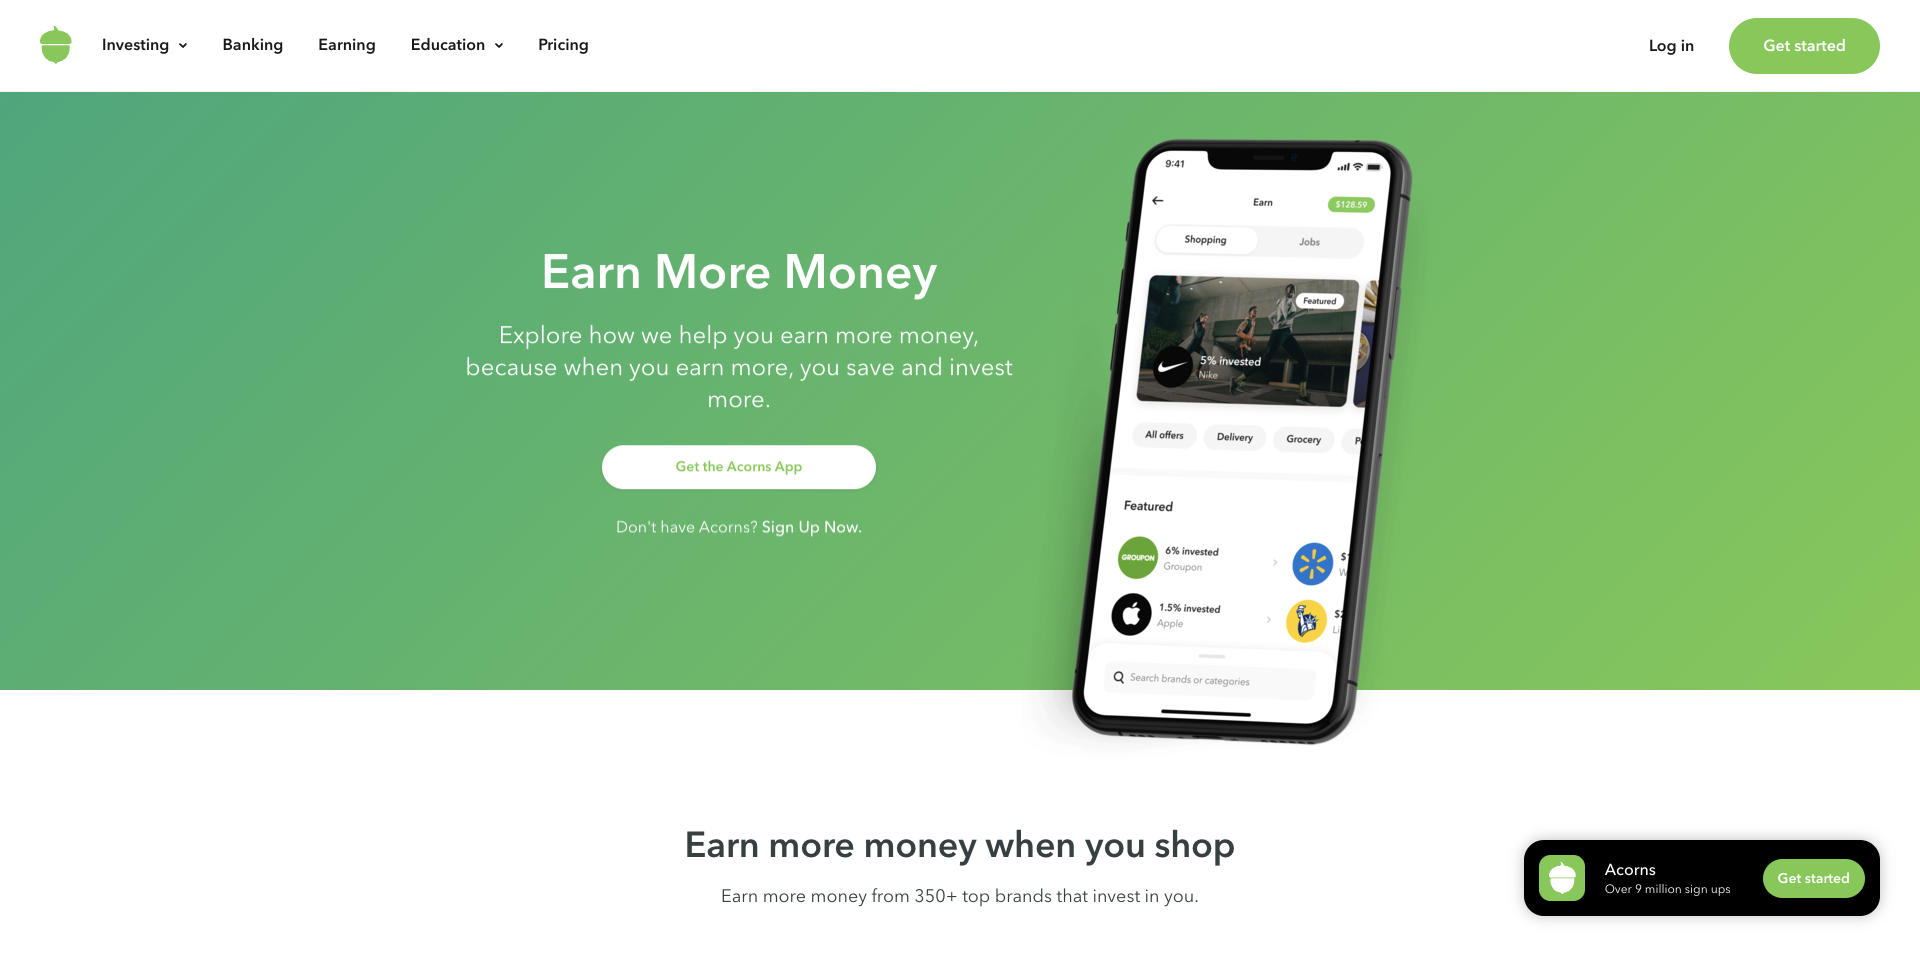 Investing
Banking
Earning
Education
Pricing
Log in
Get started
Earn More Money
Explore how we help you earn more money,
because when you earn more, you save and invest
more.
Get the Acorns App
Don't have Acorns? Sign Up Now.
9:41
Earn
$128.59
Shopping
Jobs
Featured
5% invested
Nike
All offers
Delivery
Grocery
Featured
GROUPON
6% invested
Groupon
1.5% invested
Apple
Search brands or categories
Earn more money when you shop
Earn more money from 350+ top brands that invest in you.
Acorns
Over 9 million sign ups
Get started